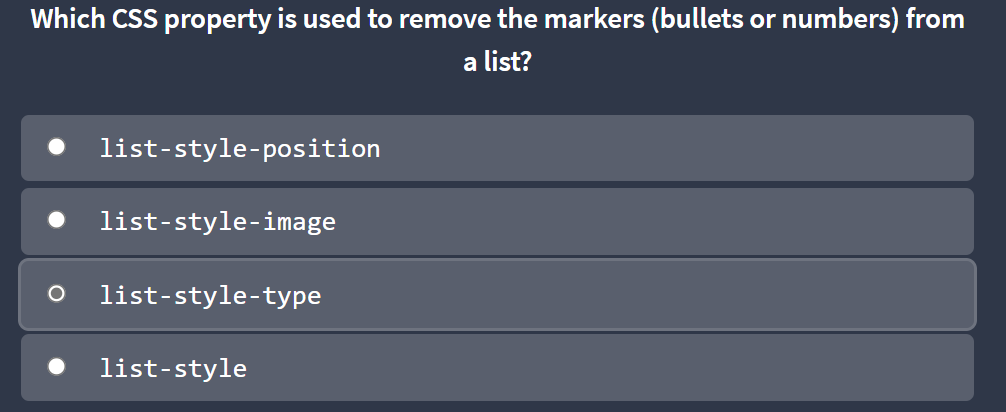 Which CSS property is used to remove the markers (bullets or numbers) from
a list?
list-style-position
list-style-image
list-style-type
list-style